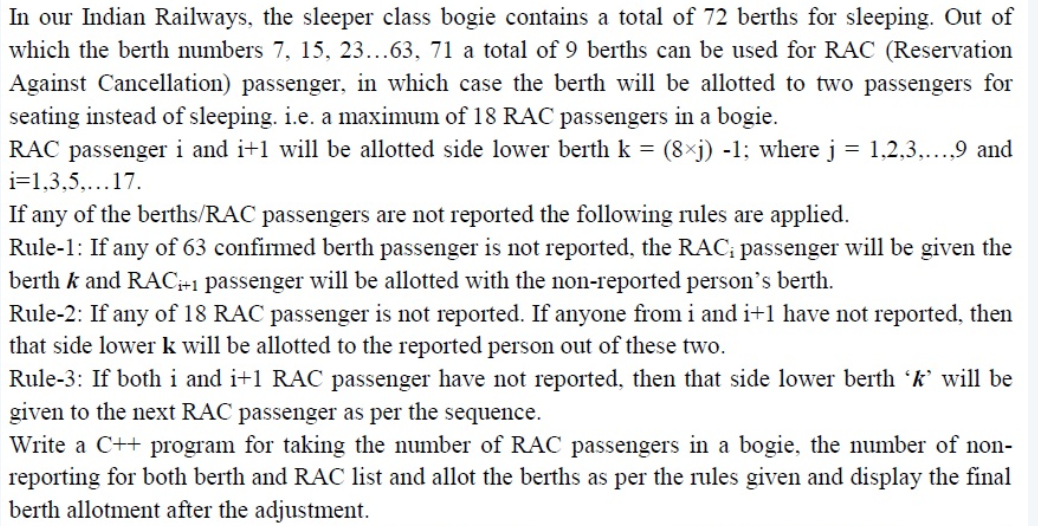 In our Indian Railways, the sleeper class bogie contains a total of 72 berths for sleeping. Out of
which the berth numbers 7, 15, 23…63, 71 a total of 9 berths can be used for RAC (Reservation
Against Cancellation) passenger, in which case the berth will be allotted to two passengers for
seating instead of sleeping. i.e. a maximum of 18 RAC passengers in a bogie.
RAC passenger i and i+1 will be allotted side lower berth k = (8×j) -1; where j = 1,2,3,…,9 and
i=1,3,5,…17.
If any of the berths/RAC passengers are not reported the following rules are applied.
Rule-1: If any of 63 confirmed berth passenger is not reported, the RACi passenger will be given the
berth k and RACi+1 passenger will be allotted with the non-reported person's berth.
Rule-2: If any of 18 RAC passenger is not reported. If anyone from i and i+1 have not reported, then
that side lower k will be allotted to the reported person out of these two.
Rule-3: If both i and i+1 RAC passenger have not reported, then that side lower berth 'k' will be
given to the next RAC passenger as per the sequence.
Write a C++ program for taking the number of RAC passengers in a bogie, the number of non-
reporting for both berth and RAC list and allot the berths as per the rules given and display the final
berth allotment after the adjustment.